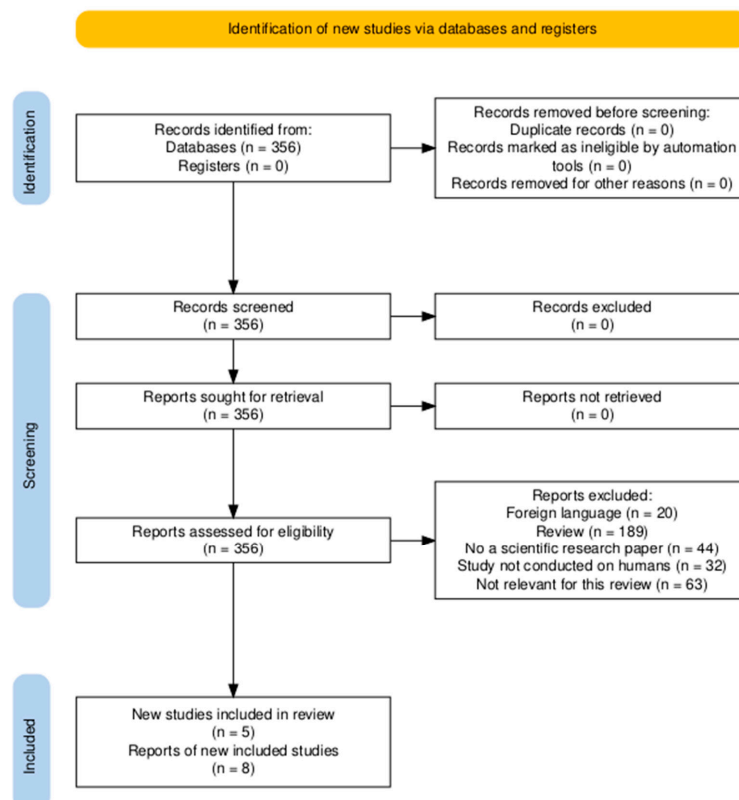 Identification of new studies via databases and registers
Identification
Records identified from:
Databases (n = 356)
Registers (n = 0)
Records removed before screening:
Duplicate records (n = 0)
Records marked as ineligible by automation
tools (n = 0)
Records removed for other reasons (n = 0)
Screening
Records screened
(n = 356)
Records excluded
(n = 0)
Reports sought for retrieval
(n = 356)
Reports not retrieved
(n = 0)
Reports assessed for eligibility
(n = 356)
Reports excluded:
Foreign language (n = 20)
Review (n = 189)
No a scientific research paper (n = 44)
Study not conducted on humans (n = 32)
Not relevant for this review (n = 63)
Included
New studies included in review
(n = 5)
Reports of new included studies
(n = 8)